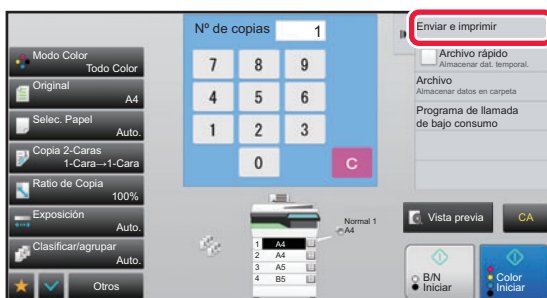 Nº de copias 1
Enviar e imprimir
Archivo rápido
Almacenar dat. temporal.
Archivo
Almacenar datos en carpeta
Programa de llamada
de bajo consumo
Modo Color
Todo Color
Original
A4
Selec. Papel
Auto.
Copia 2-Caras
1-Cara→1-Cara
Ratio de Copia
100%
Exposición
Auto.
Clasificar/agrupar
Auto.
Otros
7 8 9
4 5 6
1 2 3
0 C
Normal 1
A4
1 A4
2 A4
3 A5
4 B5
Vista previa
CA
B/N
Iniciar
Color
Iniciar